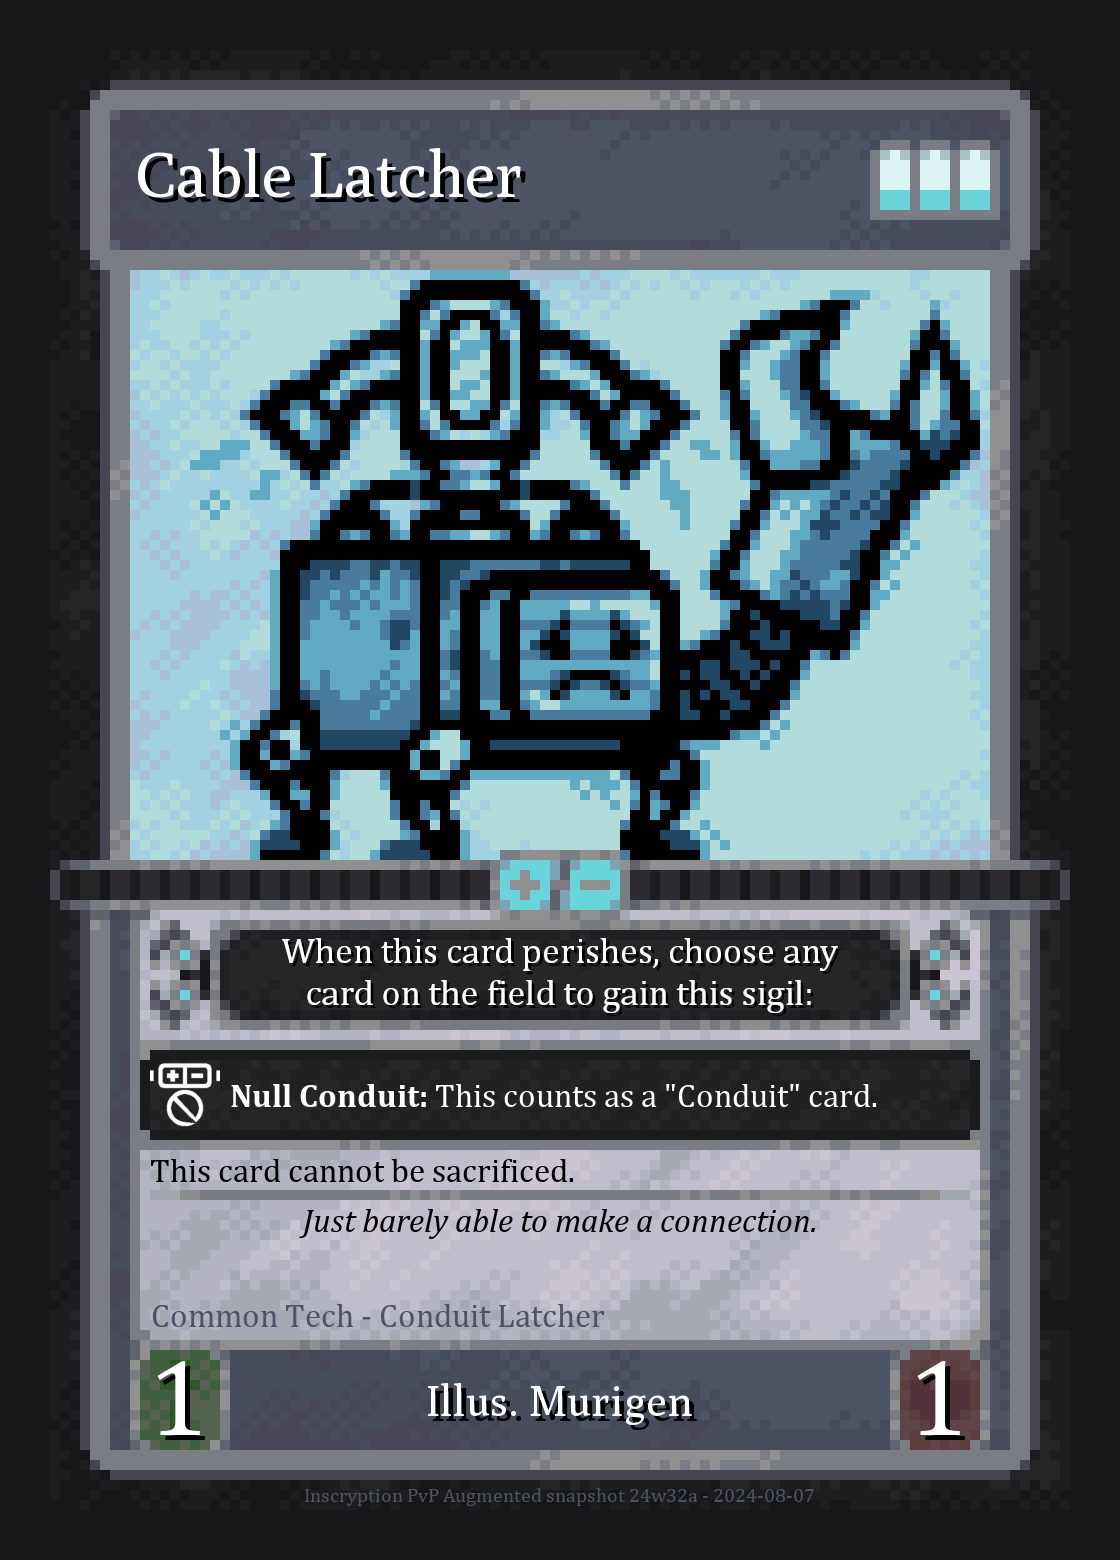 Cable Latcher
When this card perishes, choose any
card on the field to gain this sigil:
Null Conduit: This counts as a "Conduit" card.
This card cannot be sacrificed.
Just barely able to make a connection.
Common Tech - Conduit Latcher
1
Illus. Murigen
1
Inscryption PvP Augmented snapshot 24w32a - 2024-08-07